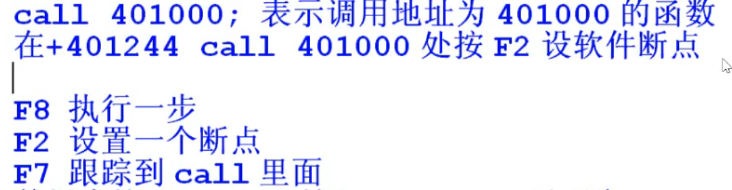 call 401000; 表示调用地址为 401000 的函数
在+401244 call 401000 处按 F2 设软件断点
F8 执行一步
F2 设置一个断点
F7 跟踪到 call 里面